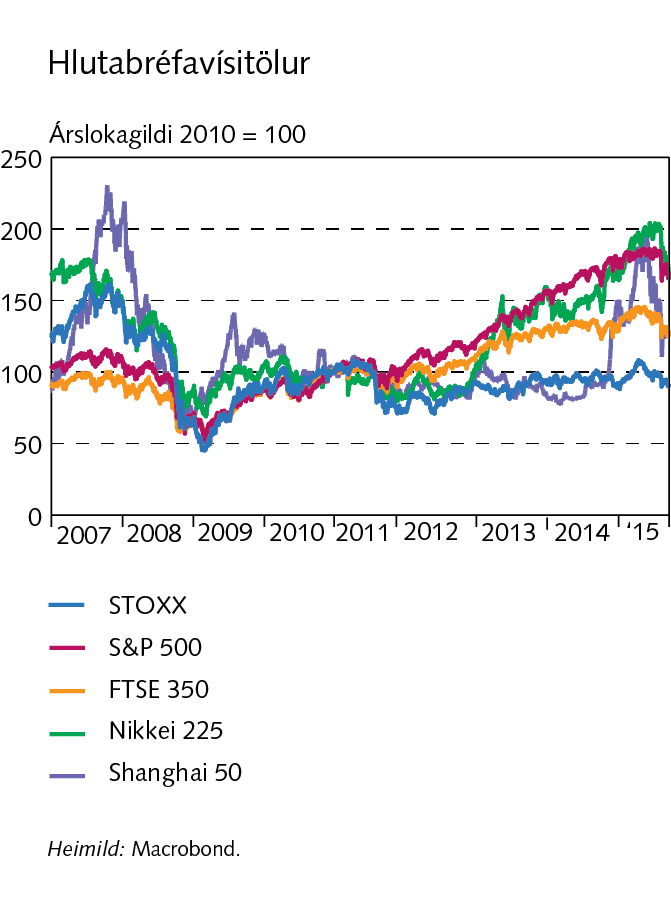 Hlutabréfavísitölur
Árslokagildi 2010 = 100
250
200
150
100
50
0
2007 2008 2009 2010 2011 2012 2013 2014 ‘15
STOXX
S&P 500
FTSE 350
Nikkei 225
Shanghai 50
Heimild: Macrobond.